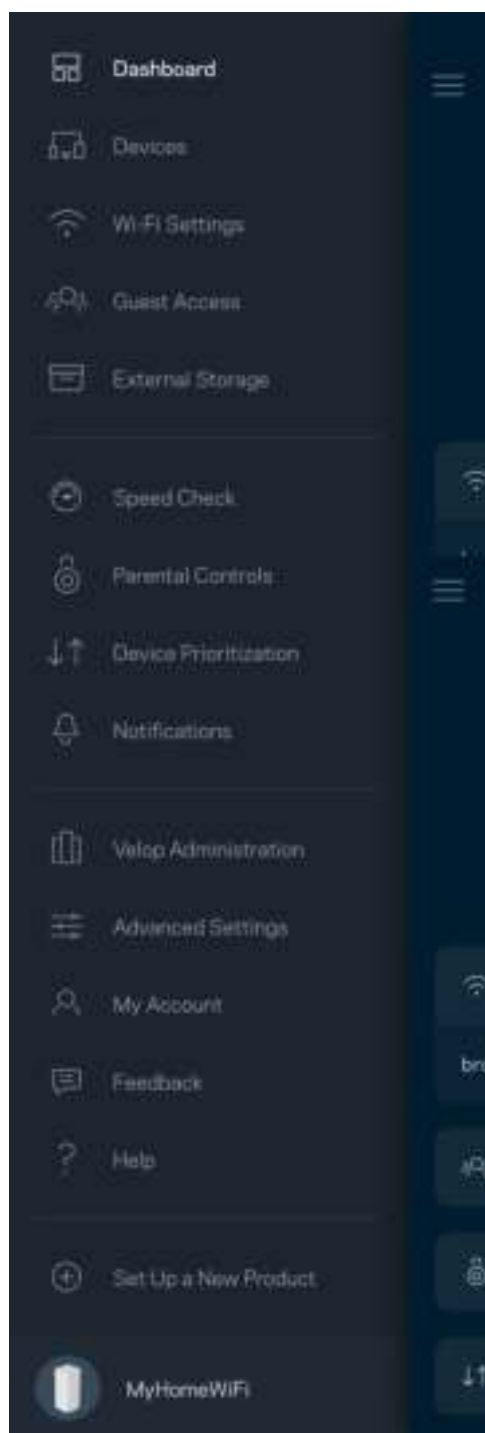 Dashboard
Devices
Wi-Fi Settings
Guest Access
External Storage
Speed Check
Parental Controls
Device Prioritization
Notifications
Velop Administration
Advanced Settings
My Account
Feedback
Help
Set Up a New Product
MyHomeWiFi
bro